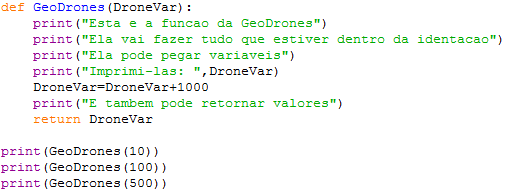 def GeoDrones(DroneVar):
    print("Esta e a funcao da GeoDrones")
    print("Ela vai fazer tudo que estiver dentro da identacao")
    print("Ela pode pegar variaveis")
    print("Imprimi-las: ",DroneVar)
    DroneVar=DroneVar+1000
    print("E tambem pode retornar valores")
    return DroneVar

print(GeoDrones(10))
print(GeoDrones(100))
print(GeoDrones(500))